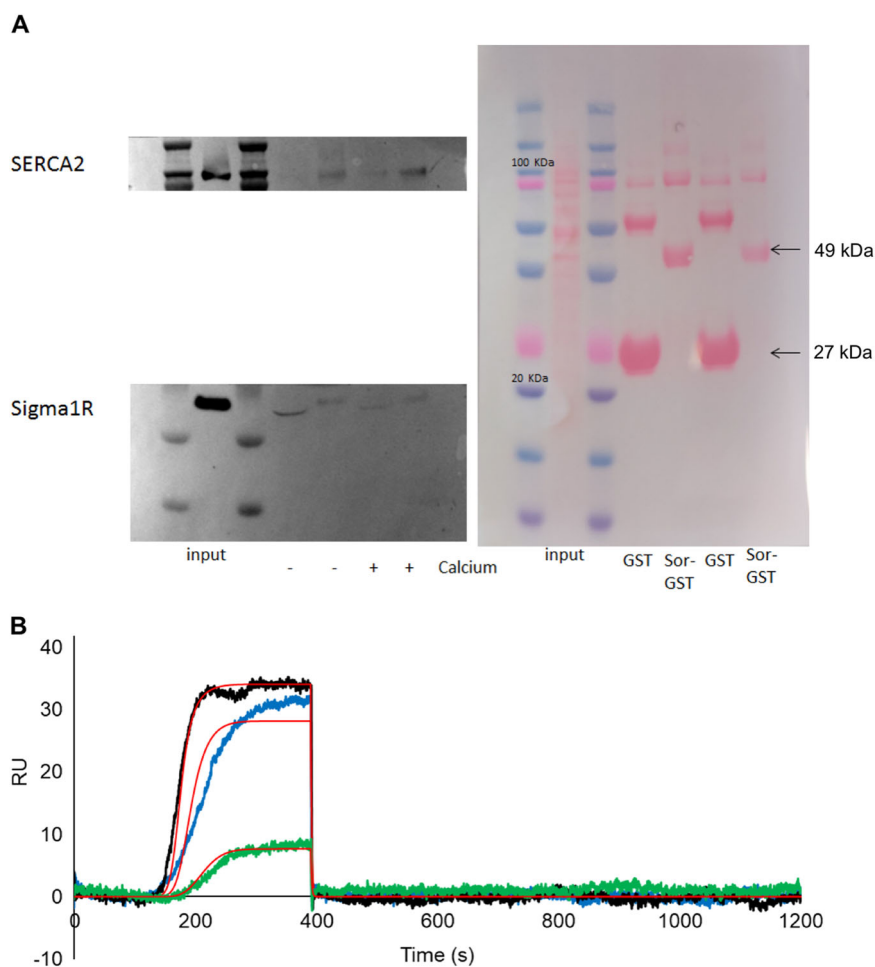 A
SERCA2
100 KDa
49 kDa
27 kDa
20 KDa
Sigma1R
input
- - + + Calcium
input GST Sor-GST GST Sor-GST
B
40
30
20
10
0
-10
RU
0 200 400 600 800 1000 1200
Time (s)